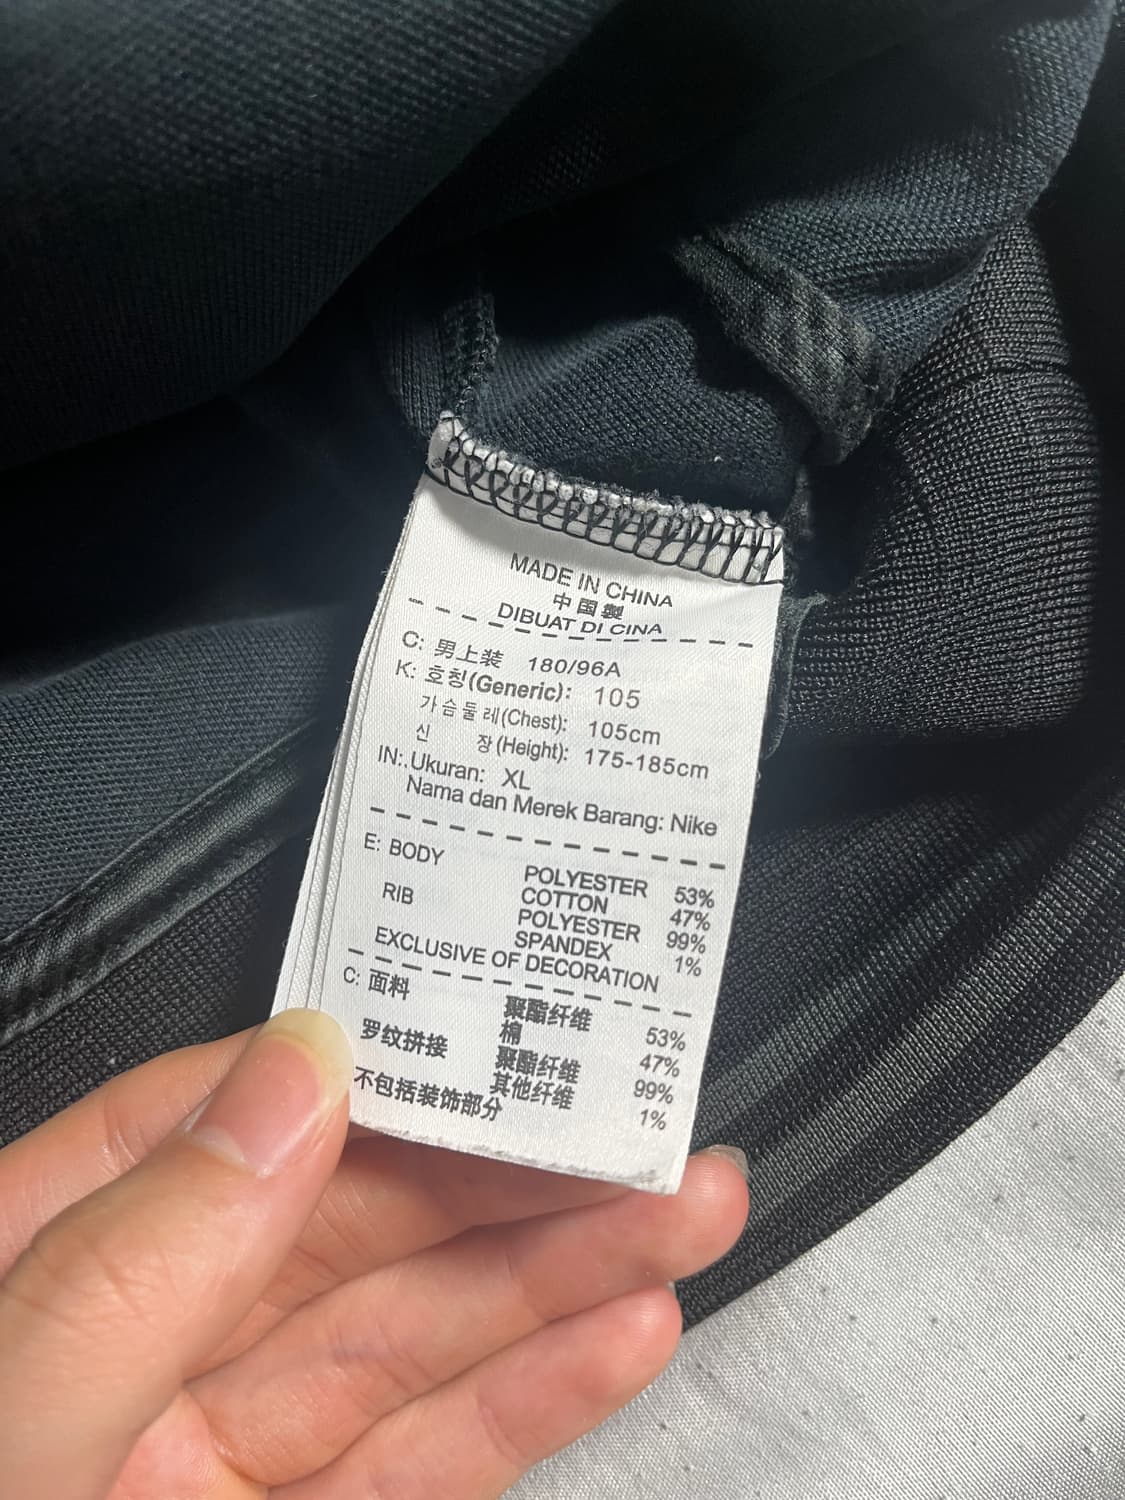 MADE IN CHINA
中国製
DIBUAT DI CINA
C: 男上装 180/96A
K: 호칭(Generic): 105
가슴둘레(Chest): 105cm
신 장(Height): 175-185cm
IN:.Ukuran: XL
Nama dan Merek Barang: Nike
E: BODY POLYESTER 53%
COTTON 47%
RIB POLYESTER 99%
SPANDEX 1%
EXCLUSIVE OF DECORATION
C: 面料 聚酯纤维 53%
棉 47%
罗纹拼接 聚酯纤维 99%
其他纤维 1%
不包括装饰部分